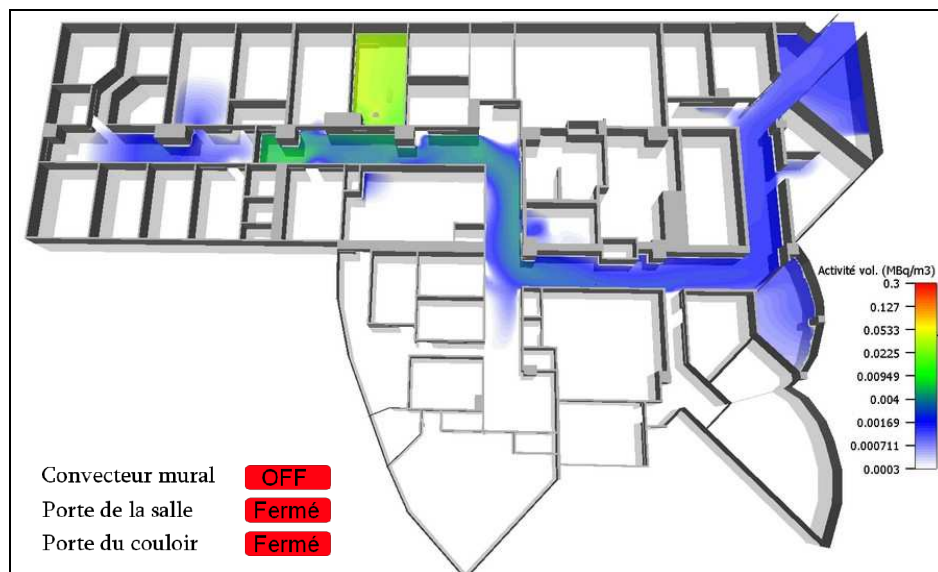 Activité vol. (MBq/m3)
0.3
0.127
0.0533
0.0225
0.00949
0.004
0.00169
0.000711
0.0003
Convecteur mural OFF
Porte de la salle Fermé
Porte du couloir Fermé